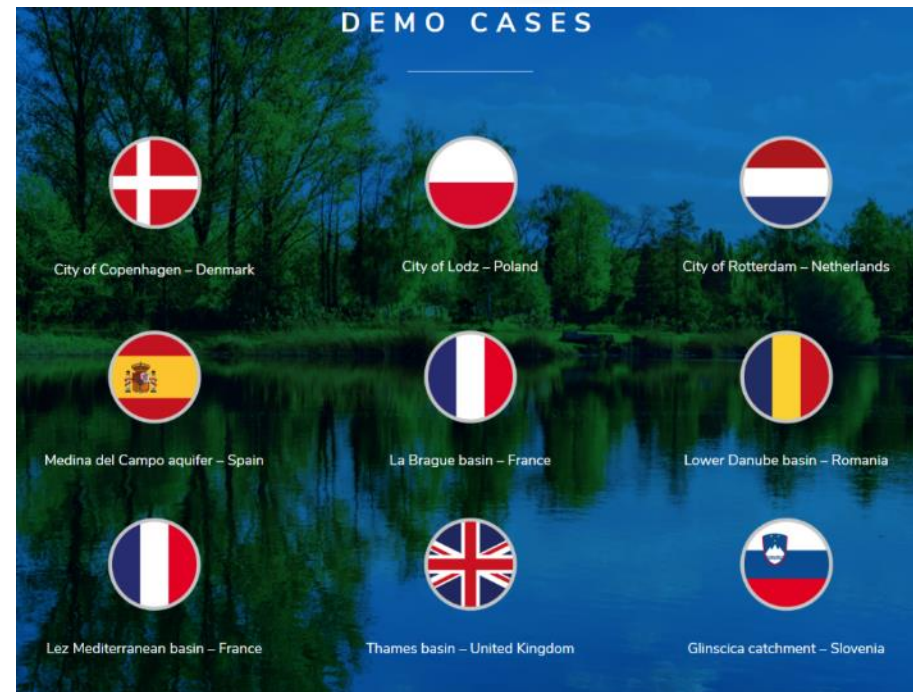 DEMO CASES
City of Copenhagen – Denmark
City of Lodz – Poland
City of Rotterdam – Netherlands
Medina del Campo aquifer – Spain
La Brague basin – France
Lower Danube basin – Romania
Lez Mediterranean basin – France
Thames basin – United Kingdom
Glinscica catchment – Slovenia